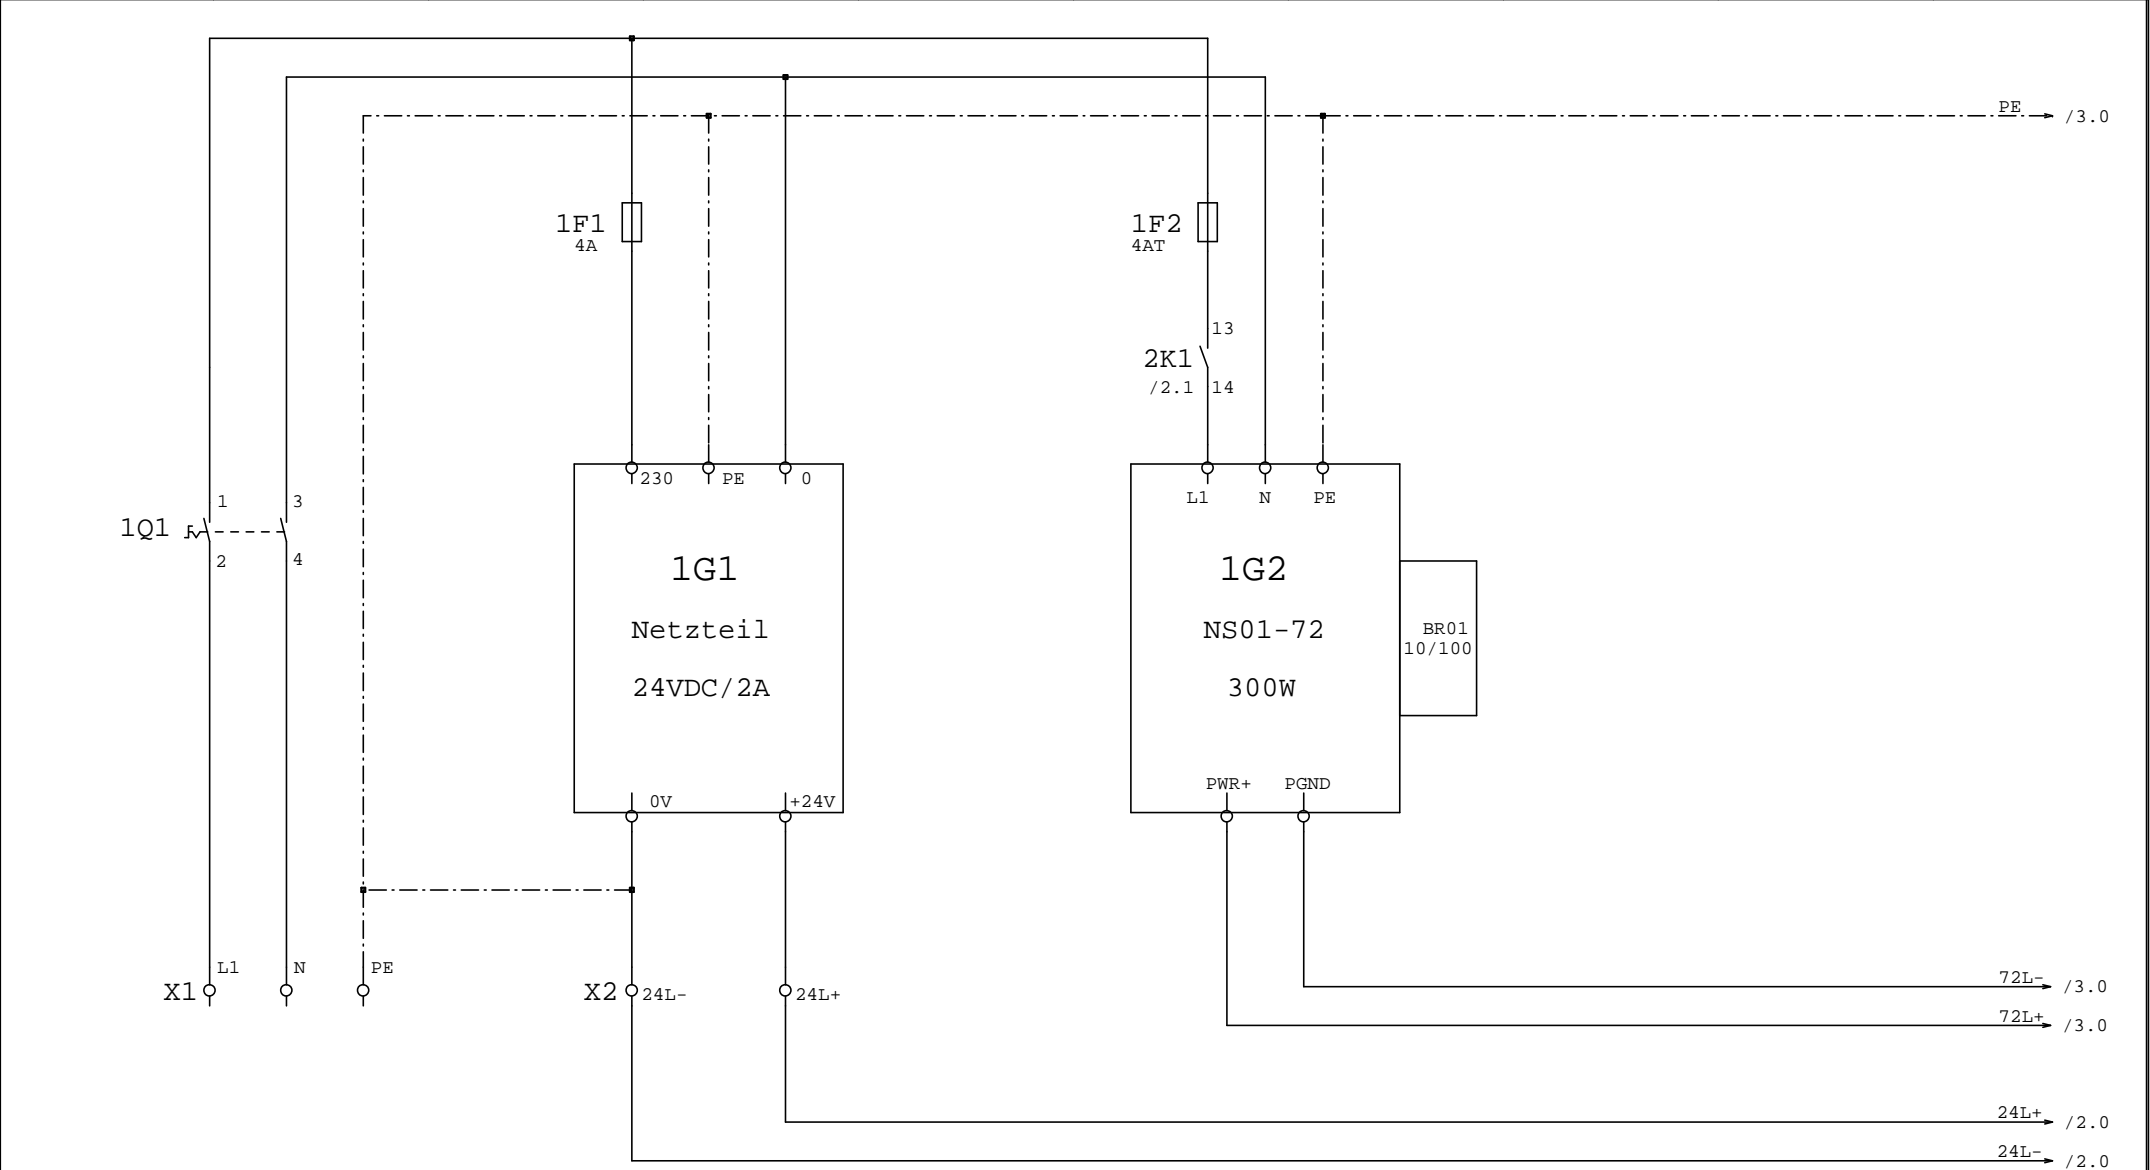 PE
/3.0
1F1
4A
1F2
4AT
13
2K1
/2.1
14
230
PE
0
L1
N
PE
1
3
1Q1
2
4
1G1
1G2
Netzteil
NS01-72
BR01
10/100
24VDC/2A
300W
0V
+24V
PWR+
PGND
L1
N
PE
X1
X2
24L-
24L+
72L-
/3.0
72L+
/3.0
24L+
/2.0
24L-
/2.0